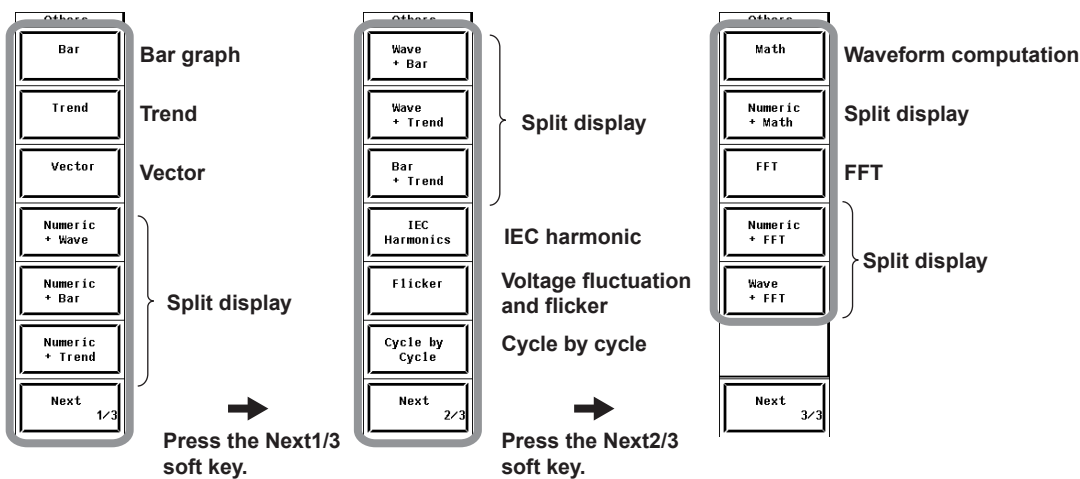 Others
Bar
Bar graph
Trend
Trend
Vector
Vector
Numeric
+ Wave
Numeric
+ Bar
Split display
Numeric
+ Trend
Next
1/3
Press the Next1/3
soft key.
Others
Wave
+ Bar
Wave
+ Trend
Split display
Bar
+ Trend
IEC
Harmonics
IEC harmonic
Flicker
Voltage fluctuation
and flicker
Cycle by
Cycle
Cycle by cycle
Next
2/3
Press the Next2/3
soft key.
Others
Math
Waveform computation
Numeric
+ Math
Split display
FFT
FFT
Numeric
+ FFT
Split display
Wave
+ FFT
Next
3/3